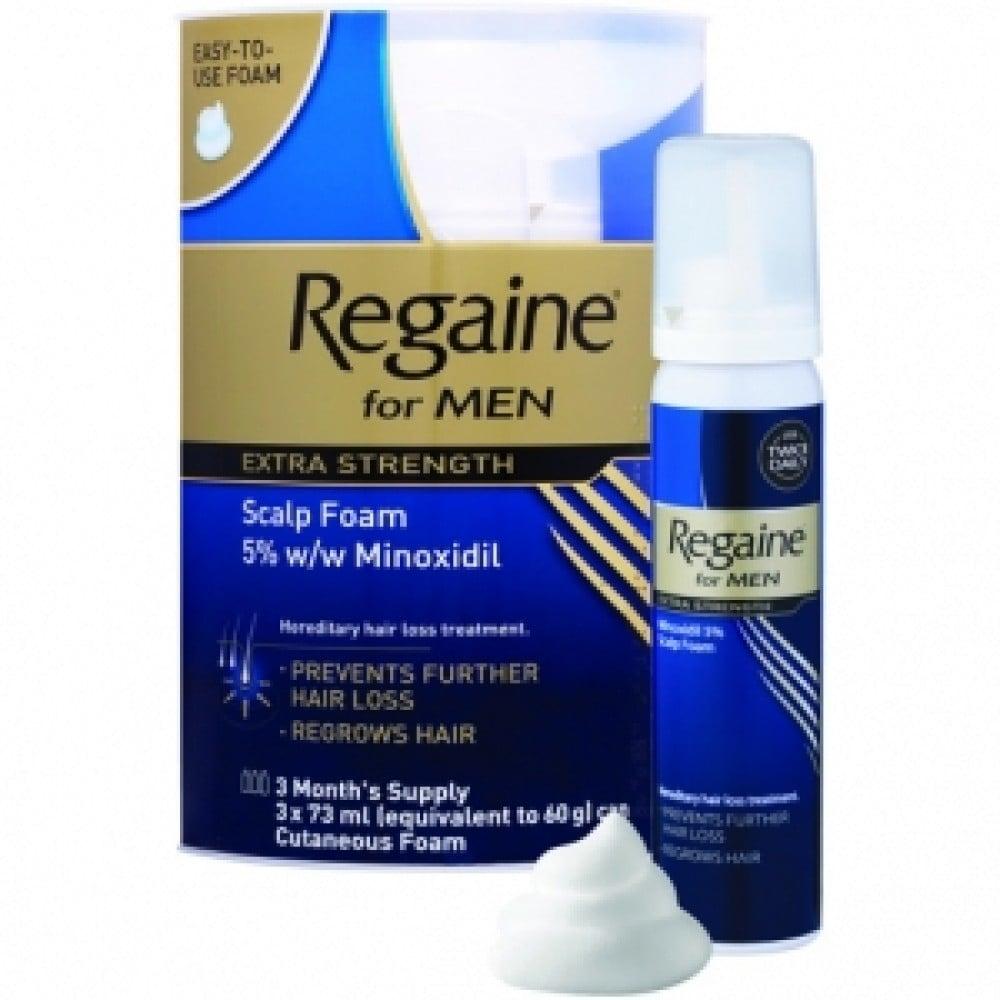 EASY-TO-
USE FOAM
Regaine®
for MEN
EXTRA STRENGTH
Scalp Foam
5% w/w Minoxidil
Hereditary hair loss treatment.
- PREVENTS FURTHER
HAIR LOSS
- REGROWS HAIR
3 Month's Supply
3 x 73 ml (equivalent to 60 g)
Cutaneous Foam
TWICE
DAILY
Regaine
for MEN
EXTRA STRENGTH
Minoxidil 5%
Scalp Foam
Hereditary hair loss treatment.
PREVENTS FURTHER
HAIR LOSS
REGROWS HAIR